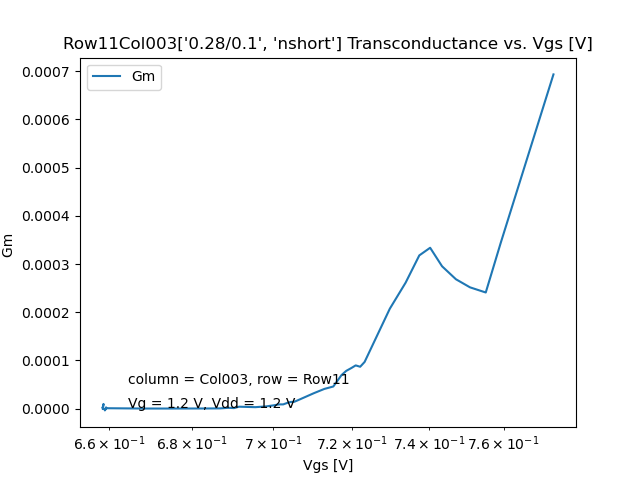 Row11Col003['0.28/0.1', 'nshort'] Transconductance vs. Vgs [V]
Gm
0.0007
0.0006
0.0005
0.0004
0.0003
0.0002
0.0001
0.0000
Gm
column = Col003, row = Row11
Vg = 1.2 V, Vdd = 1.2 V
6.6 × 10⁻¹ 6.8 × 10⁻¹ 7 × 10⁻¹ 7.2 × 10⁻¹ 7.4 × 10⁻¹ 7.6 × 10⁻¹
Vgs [V]